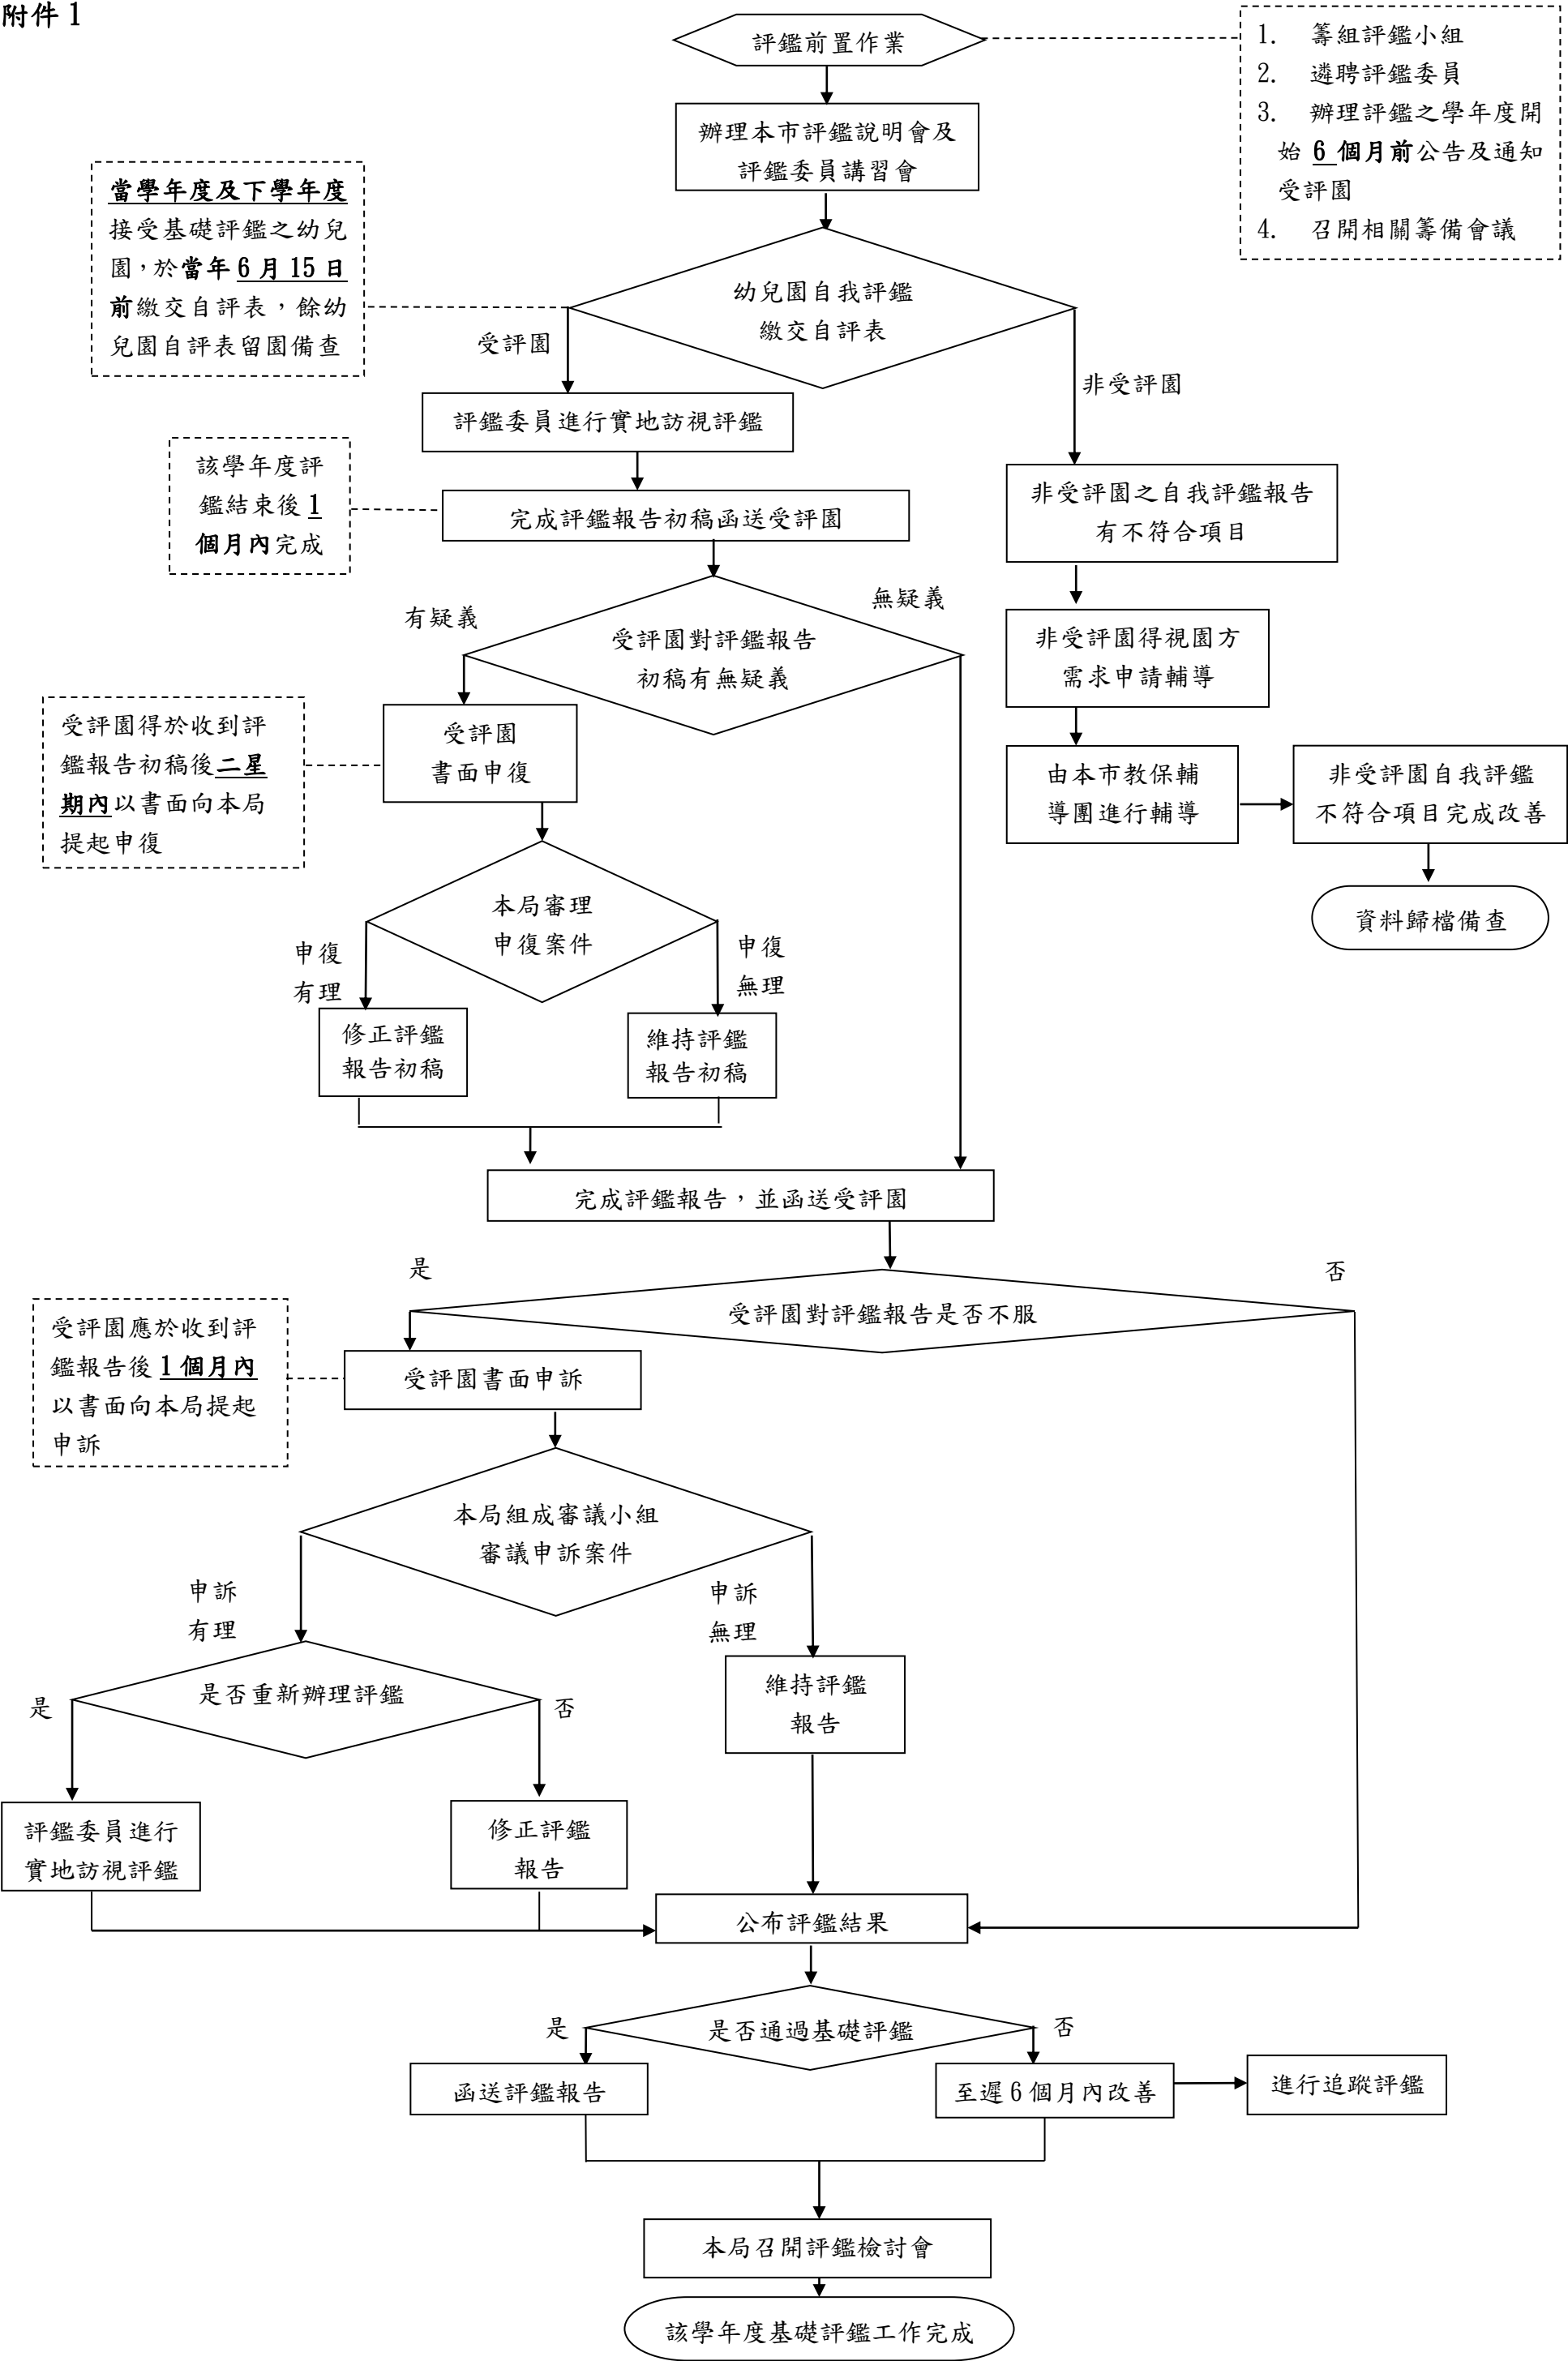 附件 1
評鑑前置作業
1. 籌組評鑑小組
2. 遴聘評鑑委員
3. 辦理評鑑之學年度開
始 6 個月前公告及通知
受評園
4. 召開相關籌備會議
辦理本市評鑑說明會及
評鑑委員講習會
當學年度及下學年度
接受基礎評鑑之幼兒
園，於當年 6 月 15 日
前繳交自評表，餘幼
兒園自評表留園備查
幼兒園自我評鑑
繳交自評表
受評園
非受評園
評鑑委員進行實地訪視評鑑
該學年度評
鑑結束後 1
個月內完成
完成評鑑報告初稿函送受評園
非受評園之自我評鑑報告
有不符合項目
有疑義
無疑義
受評園對評鑑報告
初稿有無疑義
非受評園得視園方
需求申請輔導
受評園得於收到評
鑑報告初稿後二星
期內以書面向本局
提起申復
受評園
書面申復
由本市教保輔
導團進行輔導
非受評園自我評鑑
不符合項目完成改善
資料歸檔備查
本局審理
申復案件
申復
有理
申復
無理
修正評鑑
報告初稿
維持評鑑
報告初稿
完成評鑑報告，並函送受評園
是
否
受評園對評鑑報告是否不服
受評園應於收到評
鑑報告後 1 個月內
以書面向本局提起
申訴
受評園書面申訴
本局組成審議小組
審議申訴案件
申訴
有理
申訴
無理
是否重新辦理評鑑
是
否
維持評鑑
報告
評鑑委員進行
實地訪視評鑑
修正評鑑
報告
公布評鑑結果
是
是否通過基礎評鑑
否
函送評鑑報告
至遲 6 個月內改善
進行追蹤評鑑
本局召開評鑑檢討會
該學年度基礎評鑑工作完成